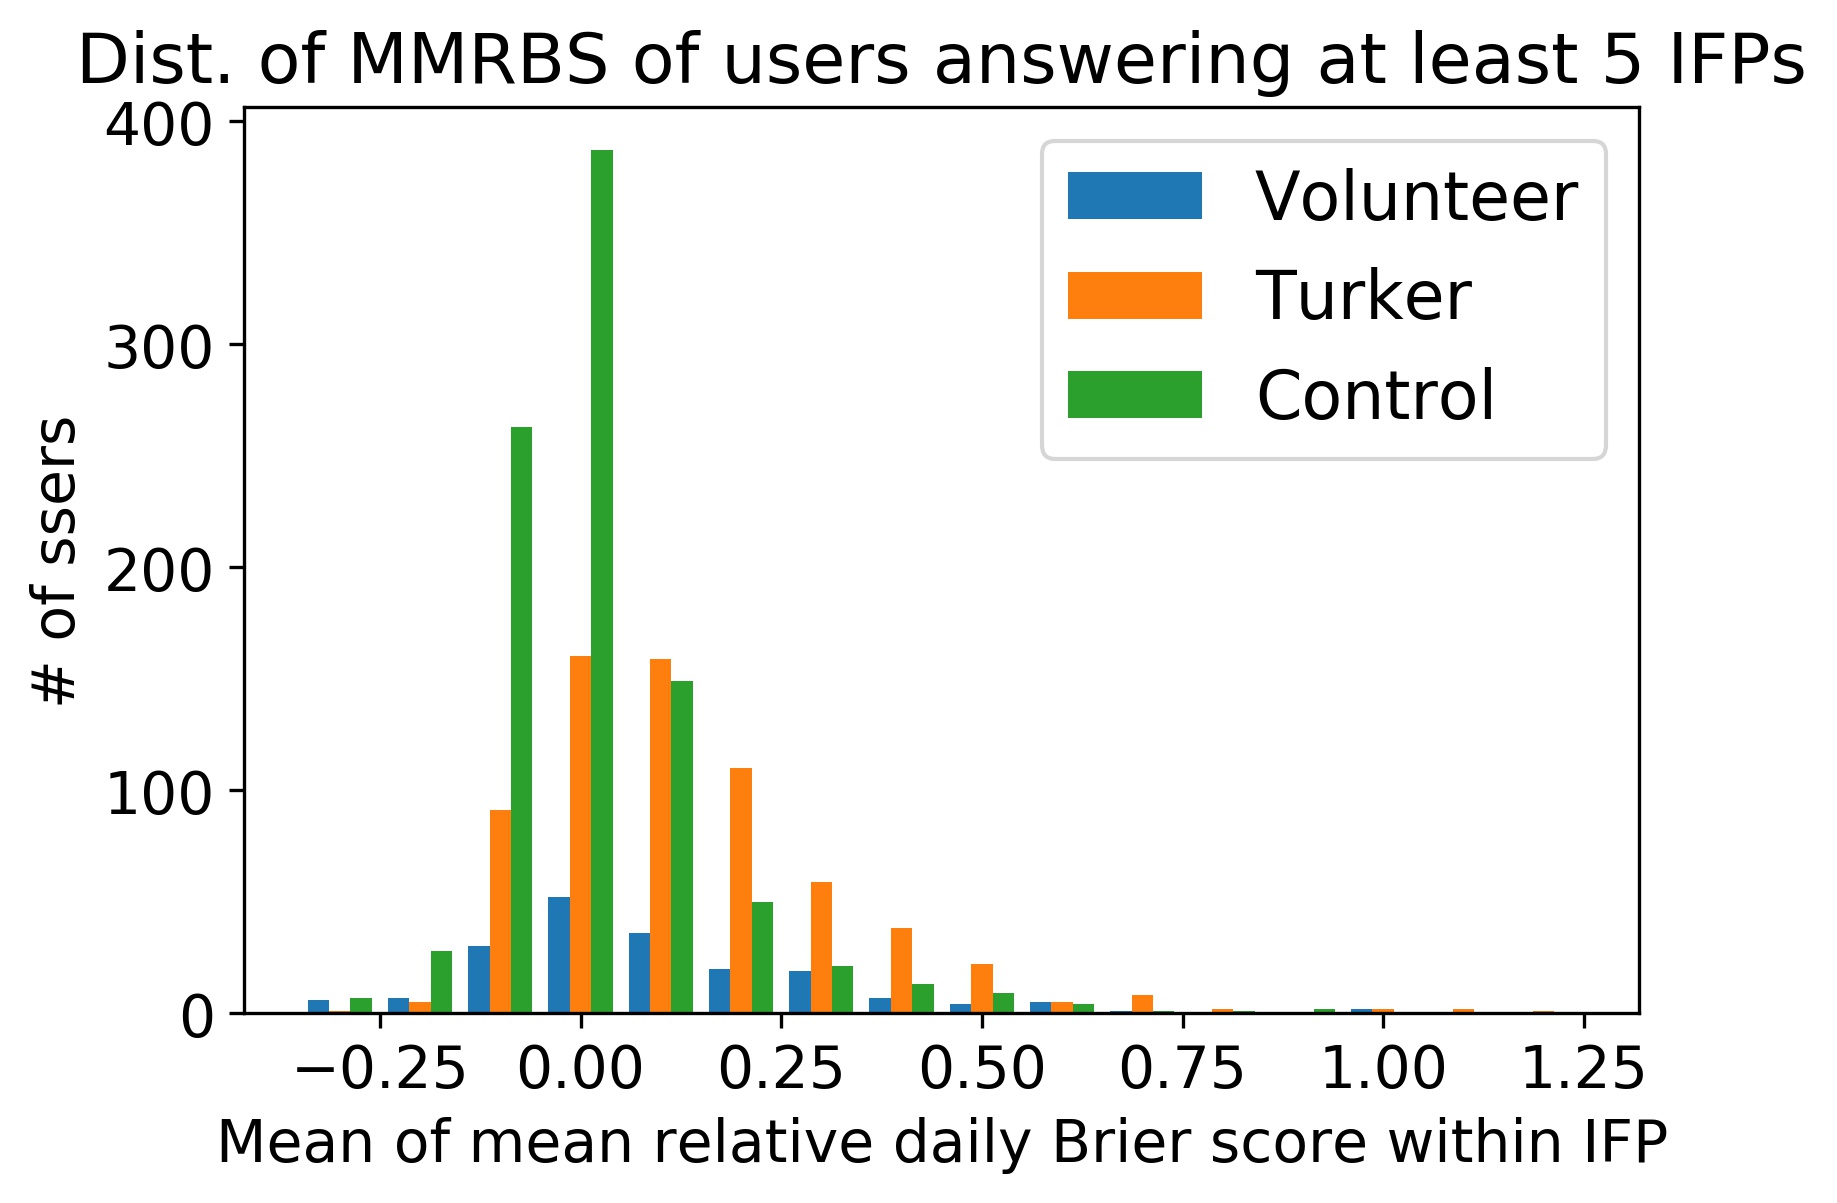 Dist. of MMRBS of users answering at least 5 IFPs
400
300
200
100
0
# of ssers
Volunteer
Turker
Control
−0.25 0.00 0.25 0.50 0.75 1.00 1.25
Mean of mean relative daily Brier score within IFP